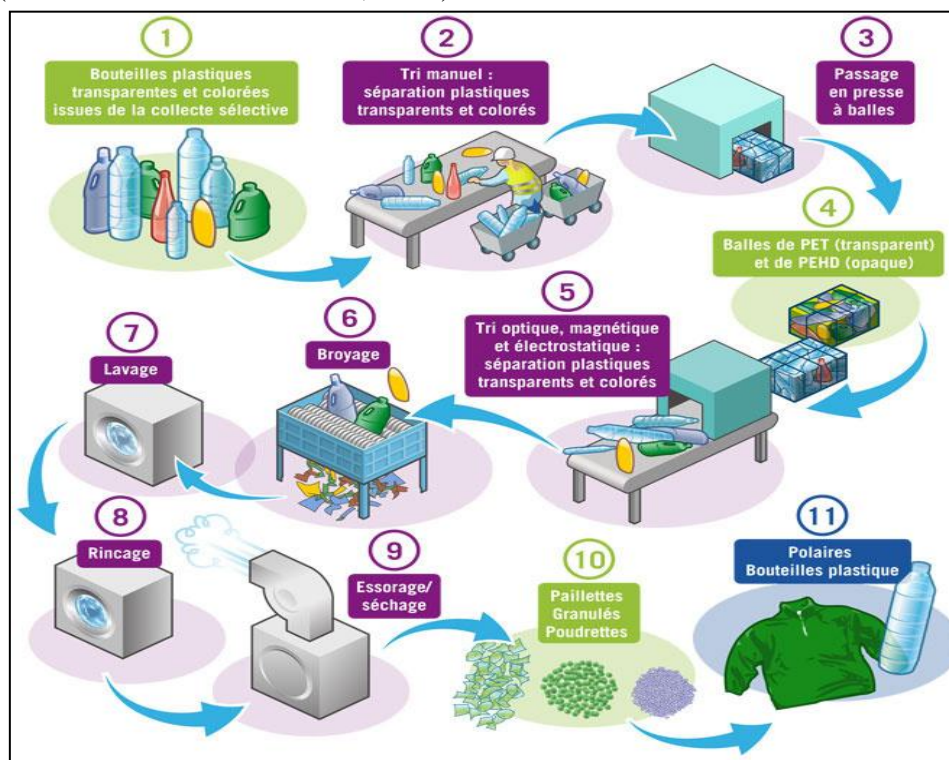 1
Bouteilles plastiques
transparentes et colorées
issues de la collecte sélective
2
Tri manuel :
séparation plastiques
transparents et colorés
3
Passage
en presse
à balles
4
Balles de PET (transparent)
et de PEHD (opaque)
5
Tri optique, magnétique
et électrostatique :
séparation plastiques
transparents et colorés
6
Broyage
7
Lavage
8
Rincage
9
Essorage/
séchage
10
Paillettes
Granulés
Poudrettes
11
Polaires
Bouteilles plastique